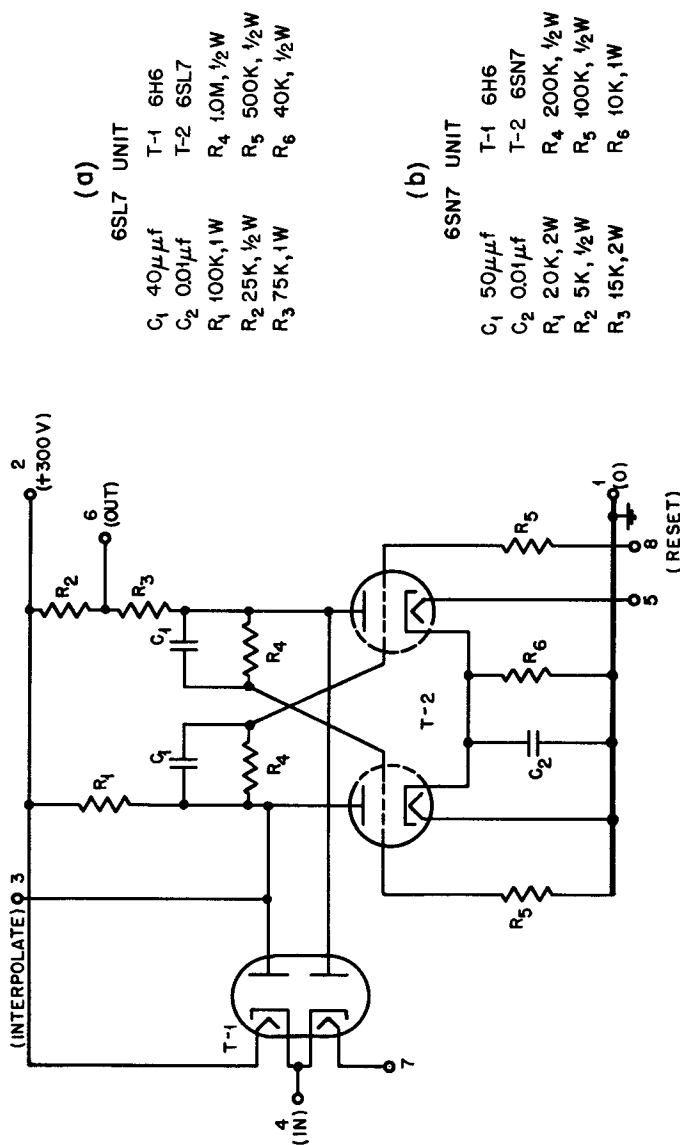 (a)
6SL7 UNIT
C₁ 40μμf T-1 6H6
C₂ 0.01μf T-2 6SL7
R₁ 100K, 1W R₄ 1.0M, ½W
R₂ 25K, ½W R₅ 500K, ½W
R₃ 75K, 1W R₆ 40K, ½W
(b)
6SN7 UNIT
C₁ 50μμf T-1 6H6
C₂ 0.01μf T-2 6SN7
R₁ 20K, 2W R₄ 200K, ½W
R₂ 5K, ½W R₅ 100K, ½W
R₃ 15K, 2W R₆ 10K, 1W
(INTERPOLATE) 3
2
(+300V)
6
(OUT)
R₁
R₂
R₃
C₁
C₁
R₄
R₄
T-1
4
(IN)
7
T-2
R₅
C₂
R₆
R₅
5
8
(RESET)
1
(0)